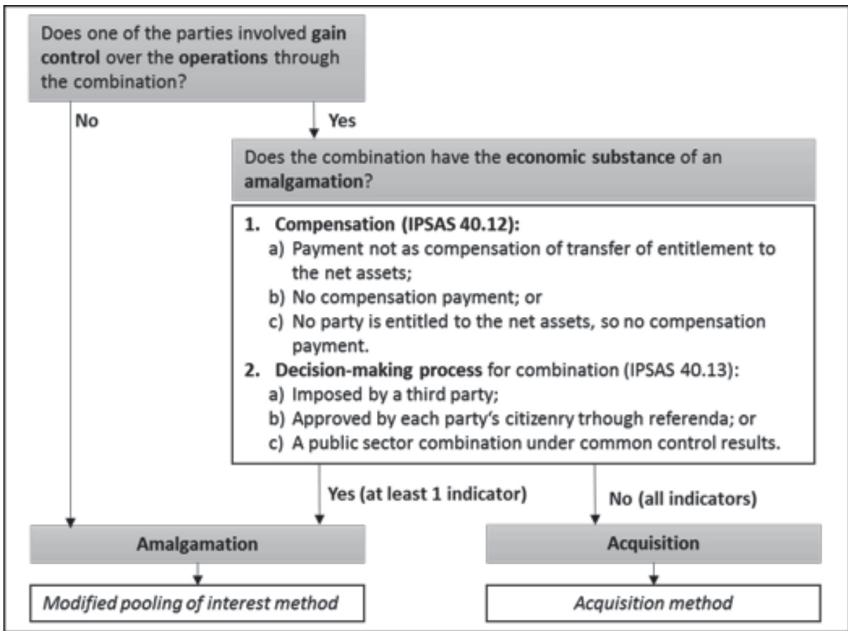 Does one of the parties involved gain
control over the operations through
the combination?
No
Yes
Does the combination have the economic substance of an
amalgamation?
1. Compensation (IPSAS 40.12):
a) Payment not as compensation of transfer of entitlement to
the net assets;
b) No compensation payment; or
c) No party is entitled to the net assets, so no compensation
payment.
2. Decision-making process for combination (IPSAS 40.13):
a) Imposed by a third party;
b) Approved by each party's citizenry trhough referenda; or
c) A public sector combination under common control results.
Yes (at least 1 indicator)
No (all indicators)
Amalgamation
Acquisition
Modified pooling of interest method
Acquisition method